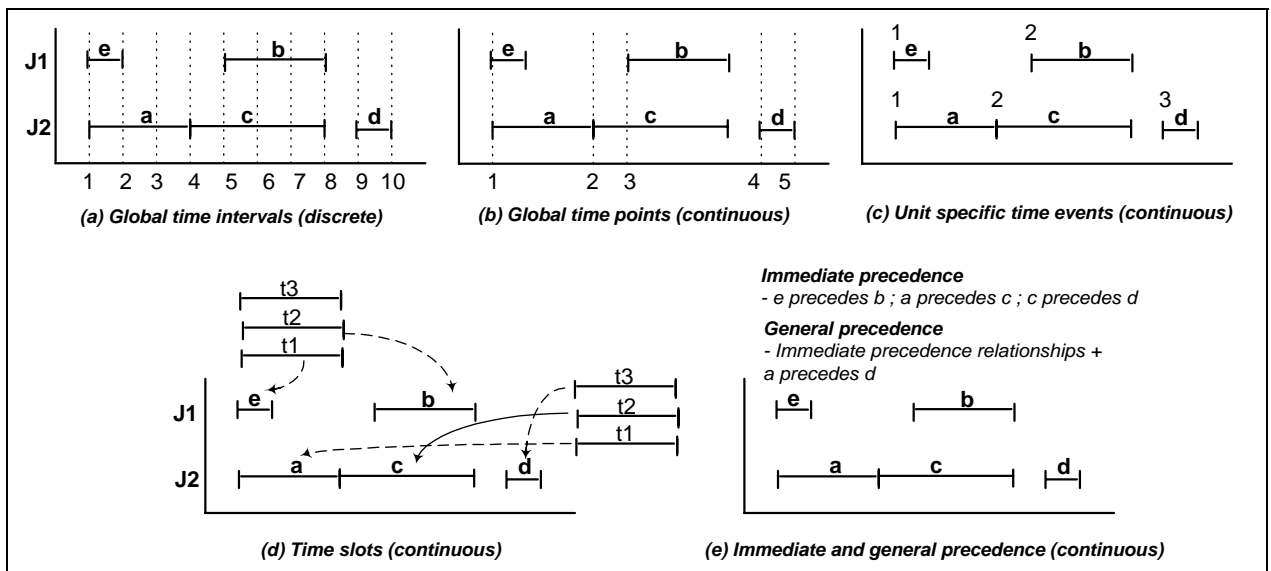 e b
J1
a c d
J2
1 2 3 4 5 6 7 8 9 10
(a) Global time intervals (discrete)
e b
a c d
1 2 3 4 5
(b) Global time points (continuous)
1 2
e b
1 2 3
a c d
(c) Unit specific time events (continuous)
t3
t2
t1
t3
e b
J1
t2
t1
a c d
J2
(d) Time slots (continuous)
Immediate precedence
- e precedes b ; a precedes c ; c precedes d
General precedence
- Immediate precedence relationships +
a precedes d
e b
J1
a c d
J2
(e) Immediate and general precedence (continuous)